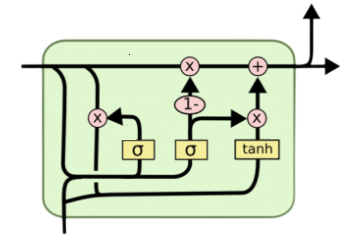 x +
1-
x x
σ σ tanh